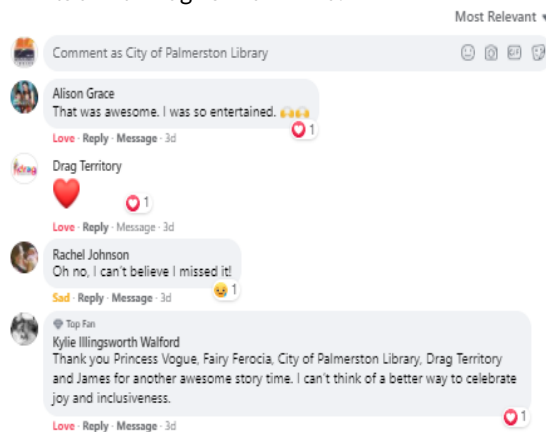 Most Relevant
Comment as City of Palmerston Library
Alison Grace
That was awesome. I was so entertained.
1
Love · Reply · Message · 3d
Drag Territory
1
Love · Reply · Message · 3d
Rachel Johnson
Oh no, I can't believe I missed it!
1
Sad · Reply · Message · 3d
Top Fan
Kylie Illingsworth Walford
Thank you Princess Vogue, Fairy Ferocia, City of Palmerston Library, Drag Territory
and James for another awesome story time. I can't think of a better way to celebrate
joy and inclusiveness.
1
Love · Reply · Message · 3d